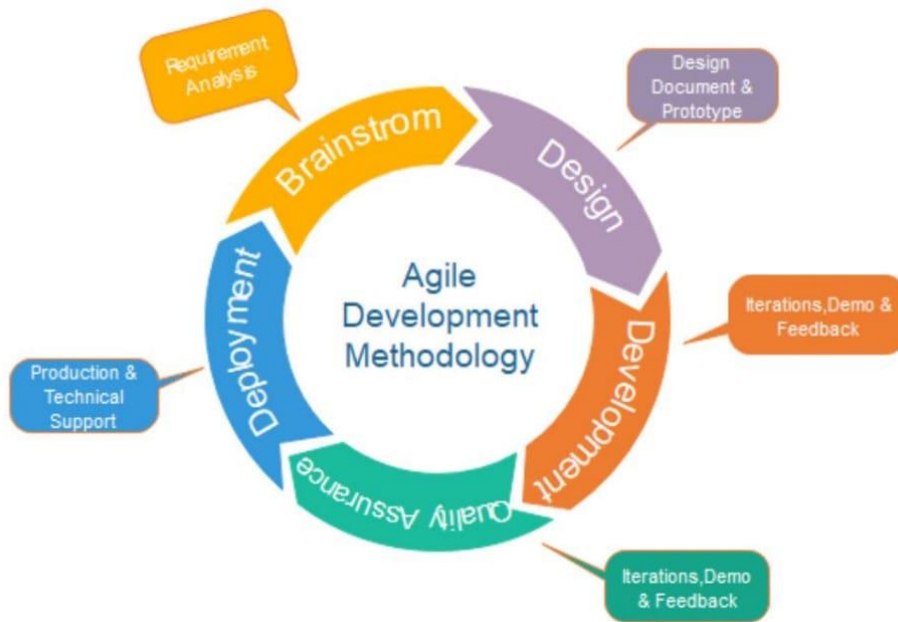 Requirement
Analysis
Brainstrom
Design
Document &
Prototype
Design
Agile
Development
Methodology
Iterations,Demo &
Feedback
Development
Deployment
Production &
Technical
Support
Quality Assurance
Iterations,Demo
& Feedback